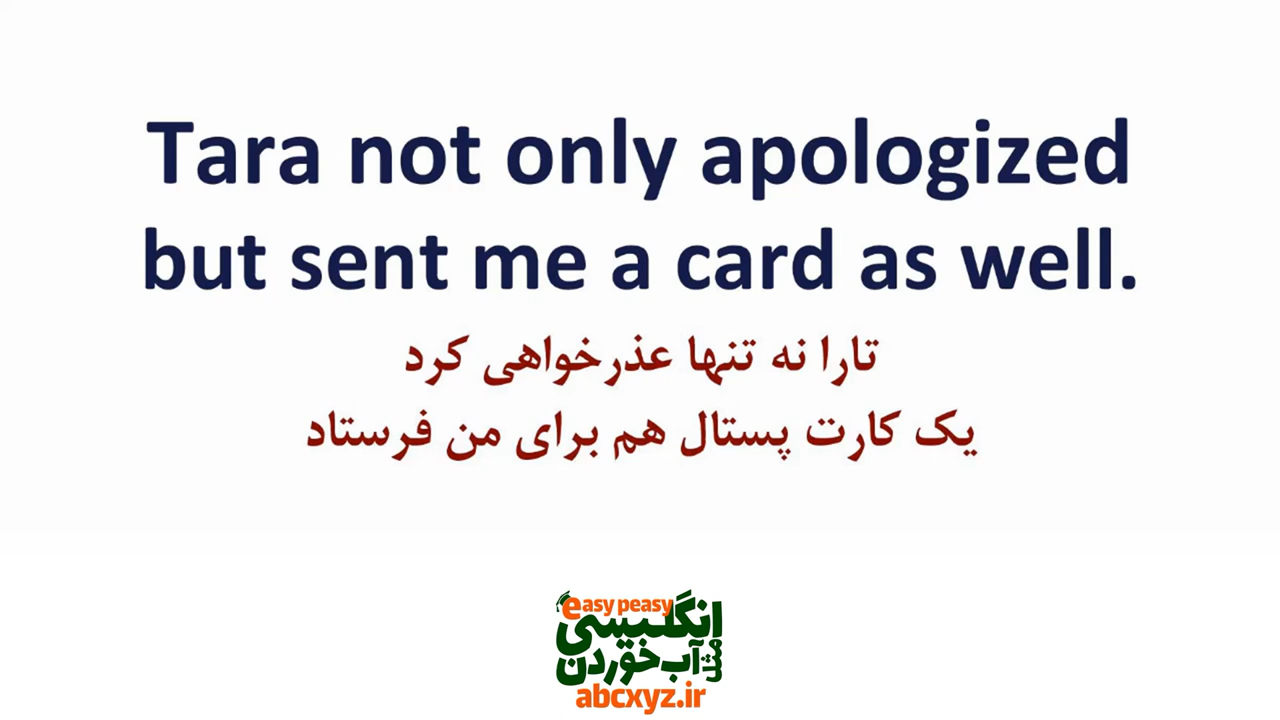 Tara not only apologized
but sent me a card as well.
تارا نه تنها عذرخواهی کرد
یک کارت پستال هم برای من فرستاد
easy peasy
انگلیسی
مثل آب خوردن
abcxyz.ir